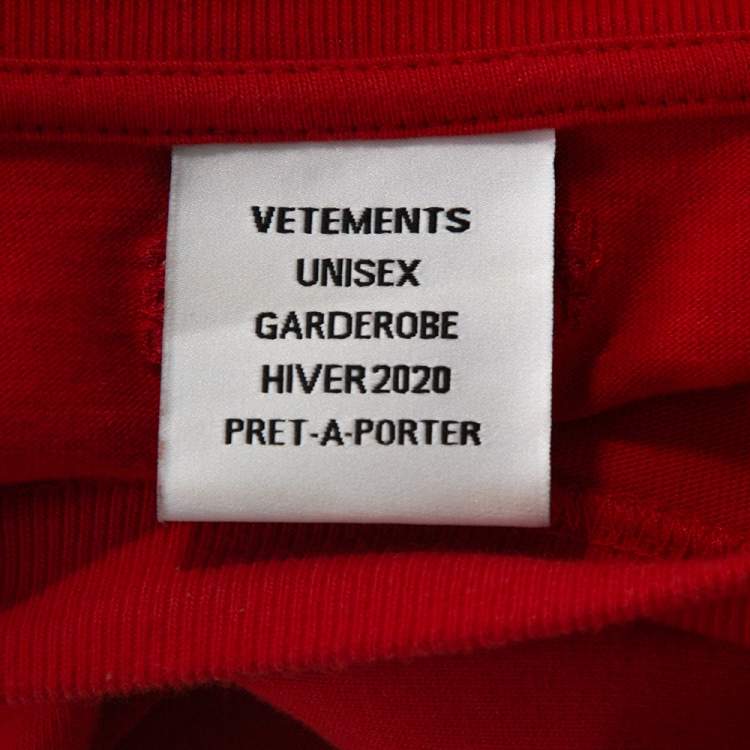 VETEMENTS
UNISEX
GARDEROBE
HIVER 2020
PRET-A-PORTER